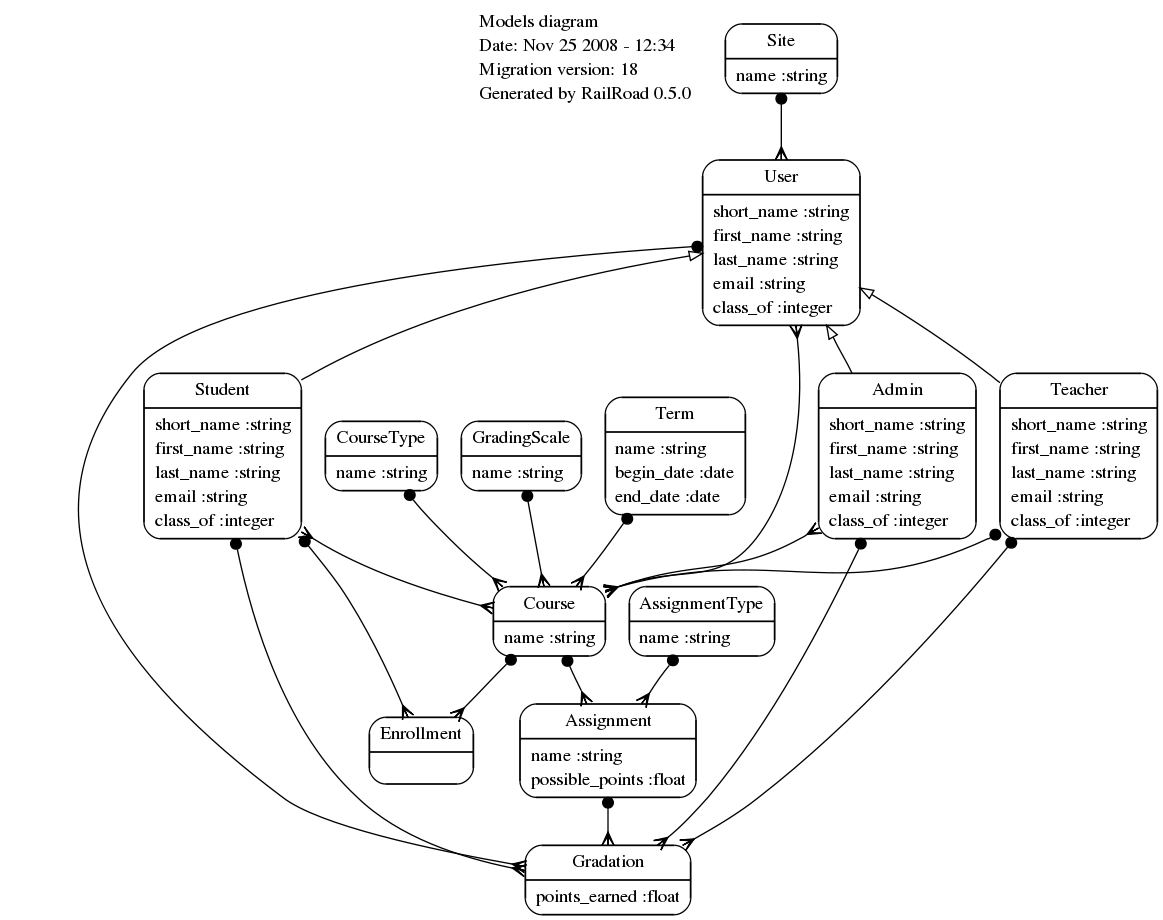 Models diagram
Date: Nov 25 2008 - 12:34
Migration version: 18
Generated by RailRoad 0.5.0
Site
name :string
User
short_name :string
first_name :string
last_name :string
email :string
class_of :integer
Student
short_name :string
first_name :string
last_name :string
email :string
class_of :integer
CourseType
name :string
GradingScale
name :string
Term
name :string
begin_date :date
end_date :date
Admin
short_name :string
first_name :string
last_name :string
email :string
class_of :integer
Teacher
short_name :string
first_name :string
last_name :string
email :string
class_of :integer
Course
name :string
AssignmentType
name :string
Enrollment
Assignment
name :string
possible_points :float
Gradation
points_earned :float